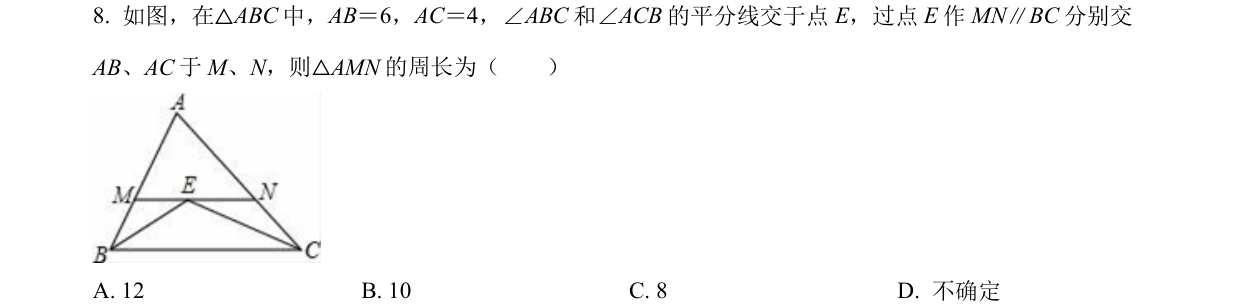 8. 如图，在△ABC中，AB＝6，AC＝4，∠ABC和∠ACB的平分线交于点E，过点E作MN∥BC分别交
AB、AC于M、N，则△AMN的周长为（　　）
A
M E N
B C
A. 12 B. 10 C. 8 D. 不确定